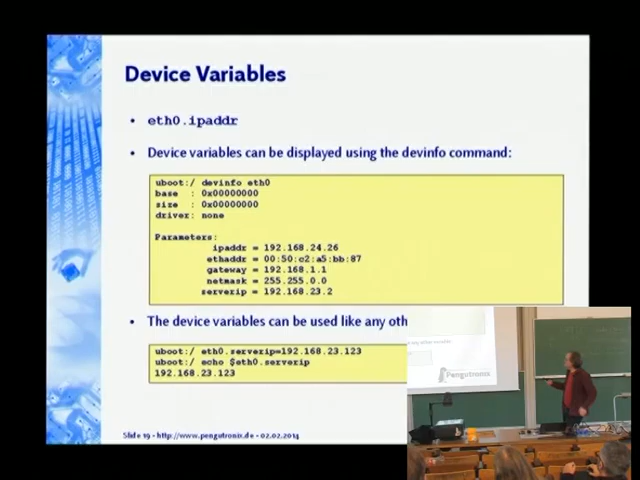 Device Variables
• eth0.ipaddr
• Device variables can be displayed using the devinfo command:
uboot:/ devinfo eth0
base : 0x00000000
size : 0x00000000
driver: none
Parameters:
ipaddr = 192.168.24.26
ethaddr = 00:50:c2:a5:bb:87
gateway = 192.168.1.1
netmask = 255.255.0.0
serverip = 192.168.23.2
• The device variables can be used like any oth
uboot:/ eth0.serverip=192.168.23.123
uboot:/ echo $eth0.serverip
192.168.23.123
Slide 19 - http://www.pengutronix.de - 02.02.2014
Pengutronix